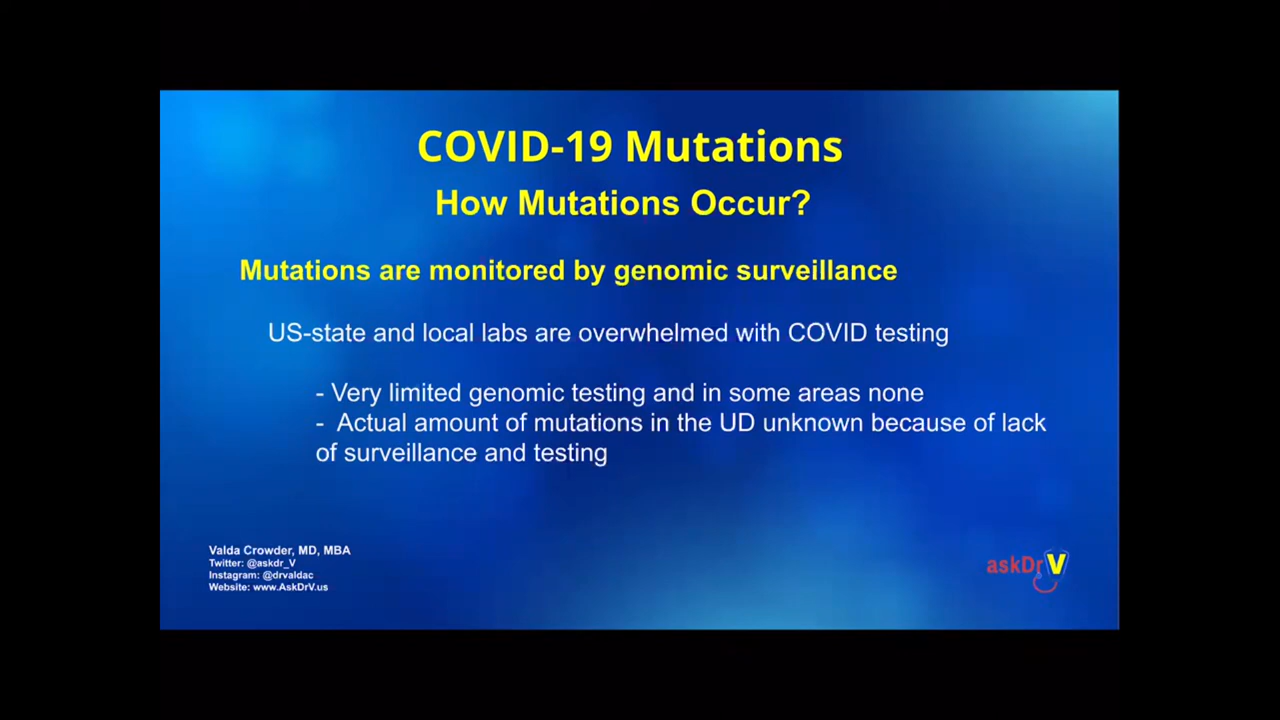 COVID-19 Mutations
How Mutations Occur?
Mutations are monitored by genomic surveillance
US-state and local labs are overwhelmed with COVID testing
- Very limited genomic testing and in some areas none
- Actual amount of mutations in the UD unknown because of lack
of surveillance and testing
Valda Crowder, MD, MBA
Twitter: @askdr_V
Instagram: @drvaldac
Website: www.AskDrV.us
askDrV